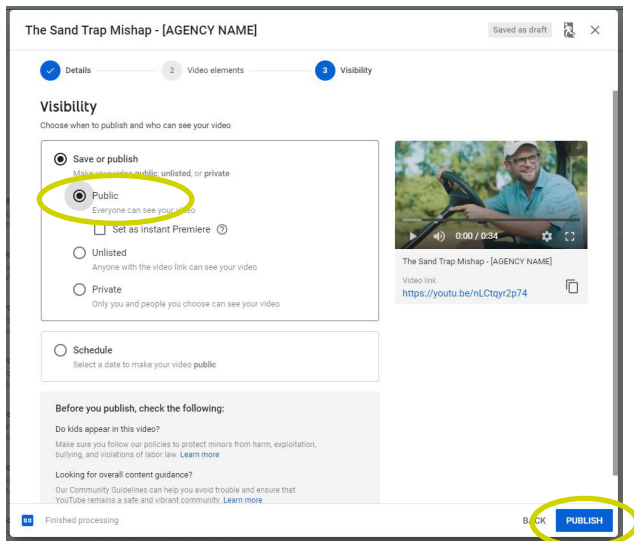 The Sand Trap Mishap - [AGENCY NAME]
Saved as draft
Details
2 Video elements
3 Visibility
Visibility
Choose when to publish and who can see your video
Save or publish
Make your video public, unlisted, or private
Public
Everyone can see your video
Set as instant Premiere
Unlisted
Anyone with the video link can see your video
Private
Only you and people you choose can see your video
Schedule
Select a date to make your video public
0:00 / 0:34
The Sand Trap Mishap - [AGENCY NAME]
Video link
https://youtu.be/nLCtqyr2p74
Before you publish, check the following:
Do kids appear in this video?
Make sure you follow our policies to protect minors from harm, exploitation,
bullying, and violations of labor law. Learn more
Looking for overall content guidance?
Our Community Guidelines can help you avoid trouble and ensure that
YouTube remains a safe and vibrant community. Learn more
SD
Finished processing
BACK
PUBLISH